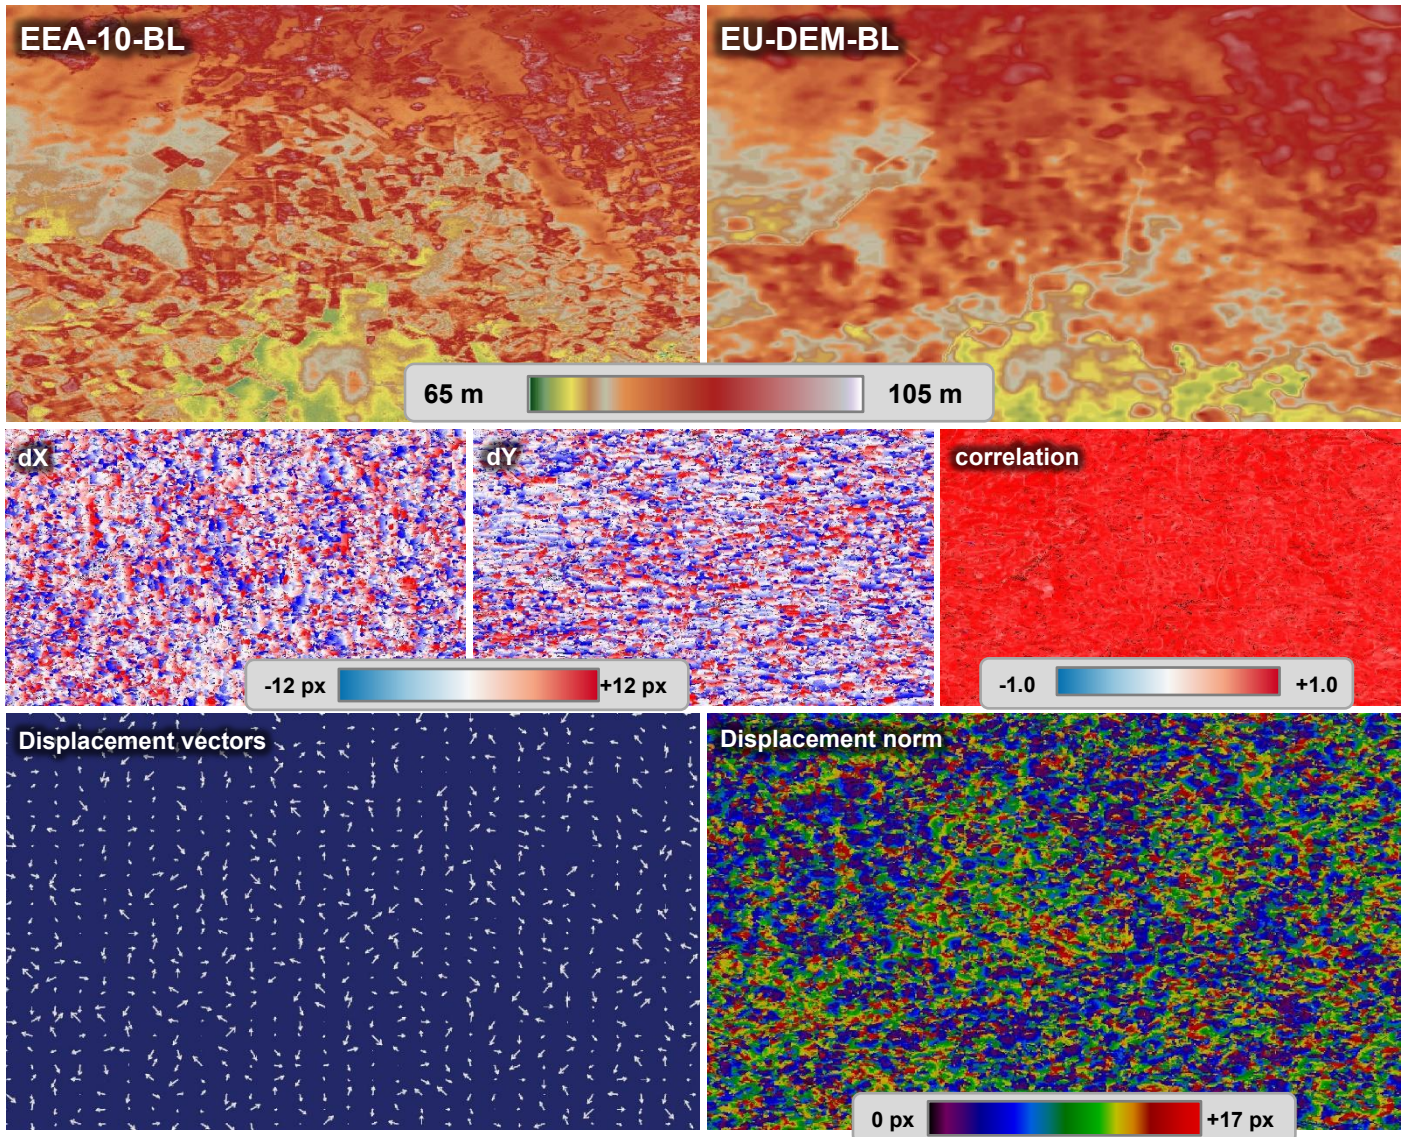 EEA-10-BL
EU-DEM-BL
65 m
105 m
dX
dY
correlation
-12 px
+12 px
-1.0
+1.0
Displacement vectors
Displacement norm
0 px
+17 px